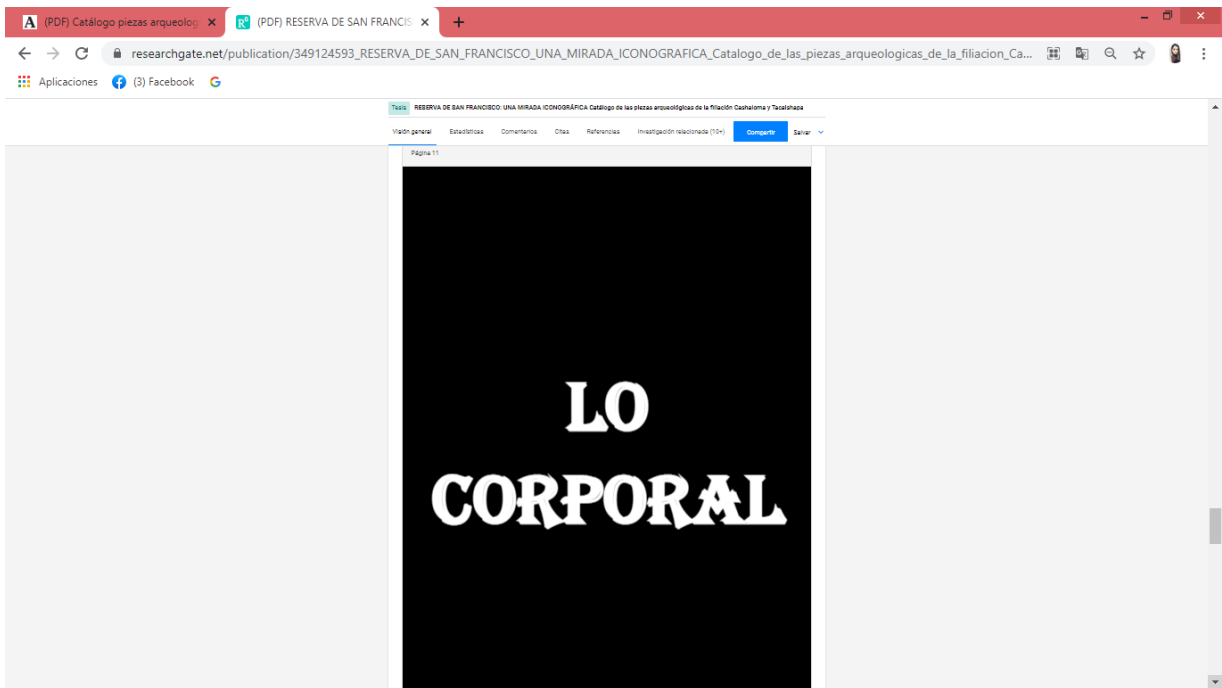 (PDF) Catálogo piezas arqueolog
(PDF) RESERVA DE SAN FRANCIS
researchgate.net/publication/349124593_RESERVA_DE_SAN_FRANCISCO_UNA_MIRADA_ICONOGRAFICA_Catalogo_de_las_piezas_arqueologicas_de_la_filiacion_Ca...
Aplicaciones (3) Facebook
Tesis RESERVA DE SAN FRANCISCO: UNA MIRADA ICONOGRÁFICA Catálogo de las piezas arqueológicas de la filiación Cashaloma y Tacalshapa
Visión general Estadísticas Comentarios Citas Referencias Investigación relacionada (10+) Compartir Salvar
Página 11
LO
CORPORAL